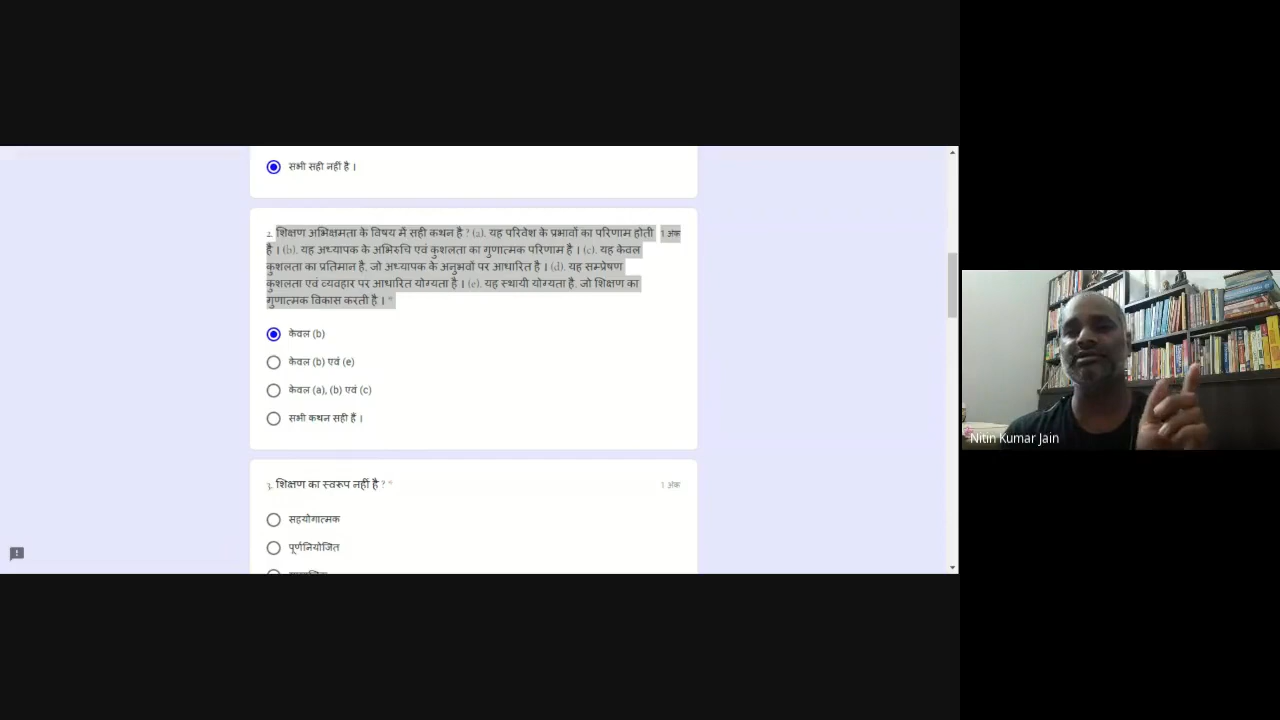 सभी सही नहीं है ।
2. शिक्षण अभिक्षमता के विषय में सही कथन है ? (a). यह परिवेश के प्रभावों का परिणाम होती
1 अंक
है । (b). यह अध्यापक के अभिरुचि एवं कुशलता का गुणात्मक परिणाम है । (c). यह केवल
कुशलता का प्रतिमान है, जो अध्यापक के अनुभवों पर आधारित है । (d). यह सम्प्रेषण
कुशलता एवं व्यवहार पर आधारित योग्यता है । (e). यह स्थायी योग्यता है, जो शिक्षण का
गुणात्मक विकास करती है । *
केवल (b)
केवल (b) एवं (e)
केवल (a), (b) एवं (c)
सभी कथन सही हैं ।
3. शिक्षण का स्वरूप नहीं है ? *
1 अंक
सहयोगात्मक
पूर्णनियोजित
Nitin Kumar Jain